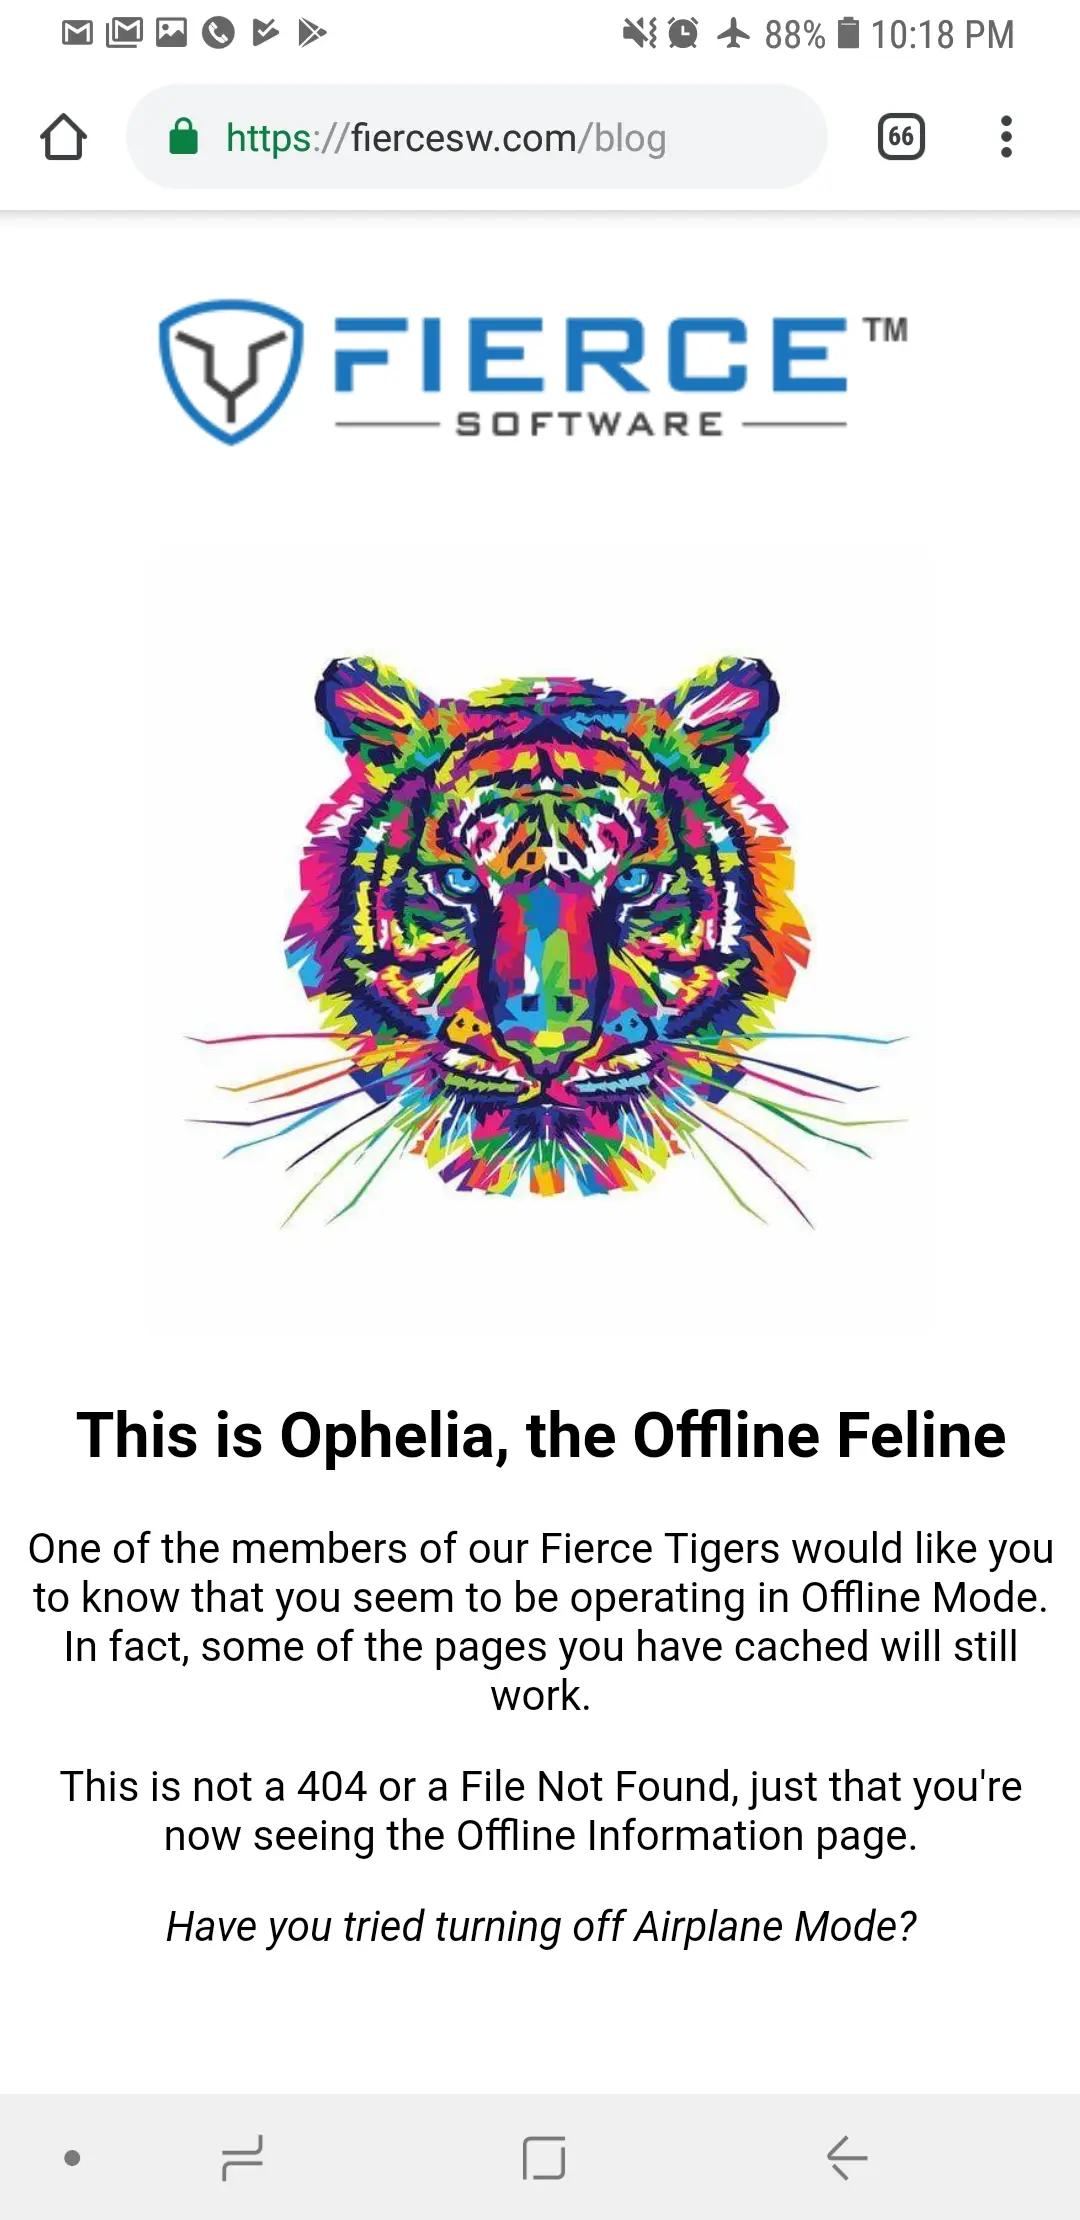 88% 10:18 PM
https://fiercesw.com/blog
66
FIERCE™
SOFTWARE
This is Ophelia, the Offline Feline
One of the members of our Fierce Tigers would like you
to know that you seem to be operating in Offline Mode.
In fact, some of the pages you have cached will still
work.
This is not a 404 or a File Not Found, just that you're
now seeing the Offline Information page.
Have you tried turning off Airplane Mode?